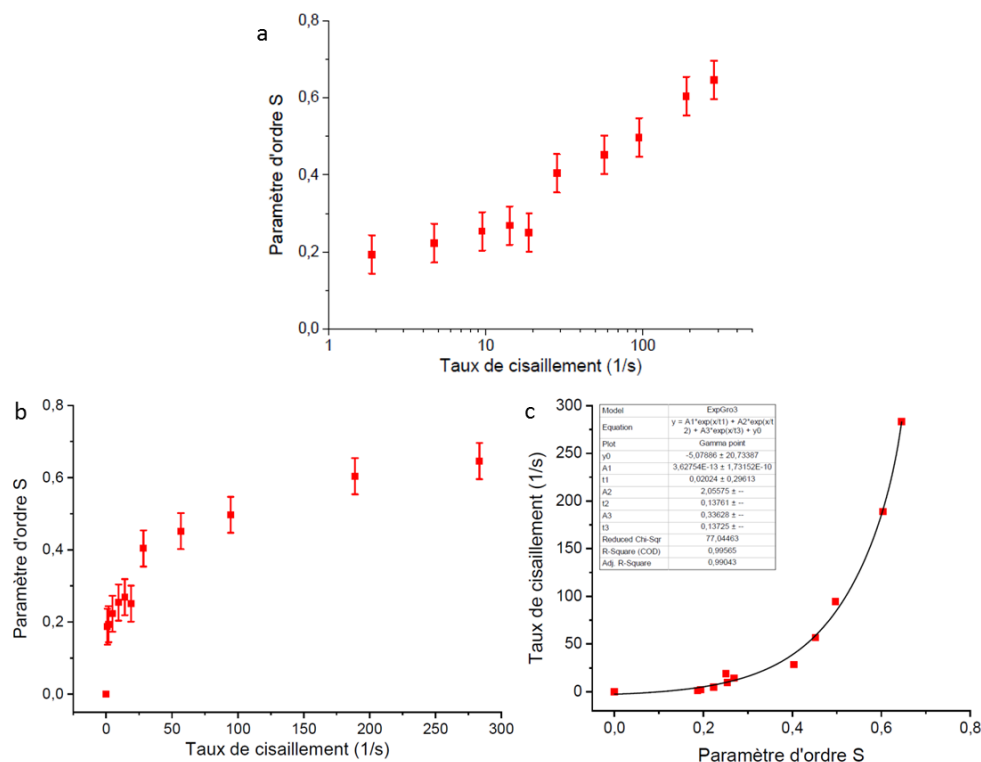 a
0,8
0,6
0,4
0,2
0,0
Paramètre d'ordre S
1
10
100
Taux de cisaillement (1/s)
b
0,8
0,6
0,4
0,2
0,0
Paramètre d'ordre S
0
50
100
150
200
250
300
Taux de cisaillement (1/s)
c
300
250
200
150
100
50
0
Taux de cisaillement (1/s)
Model ExpGro3
Equation y = A1*exp(x/t1) + A2*exp(x/t
2) + A3*exp(x/t3) + y0
Plot Gamma point
y0 -5,07886 ± 20,73387
A1 3,62754E-13 ± 1,73152E-10
t1 0,02024 ± 0,29613
A2 2,05575 ± --
t2 0,13761 ± --
A3 0,33628 ± --
t3 0,13725 ± --
Reduced Chi-Sqr 77,04463
R-Square (COD) 0,99565
Adj. R-Square 0,99043
0,0
0,2
0,4
0,6
0,8
Paramètre d'ordre S